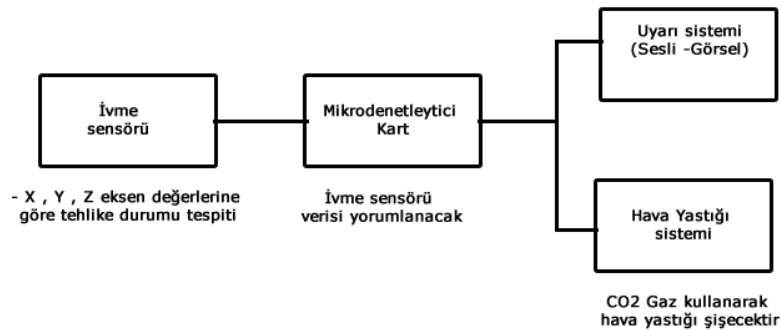 İvme
sensörü
- X , Y , Z eksen değerlerine
göre tehlike durumu tespiti
Mikrodenetleytici
Kart
İvme sensörü
verisi yorumlanacak
Uyarı sistemi
(Sesli -Görsel)
Hava Yastığı
sistemi
CO2 Gaz kullanarak
hava yastığı şişecektir